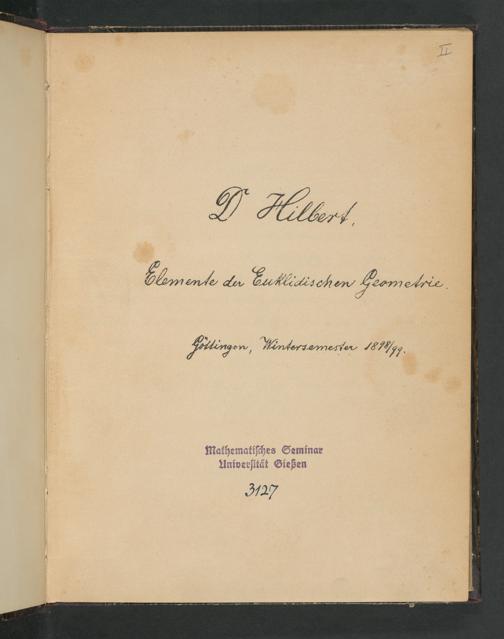 II
Dr Hilbert.
Elemente der Euklidischen Geometrie.
Göttingen, Wintersemester 1898/99.
Mathematisches Seminar
Universität Gießen
3127